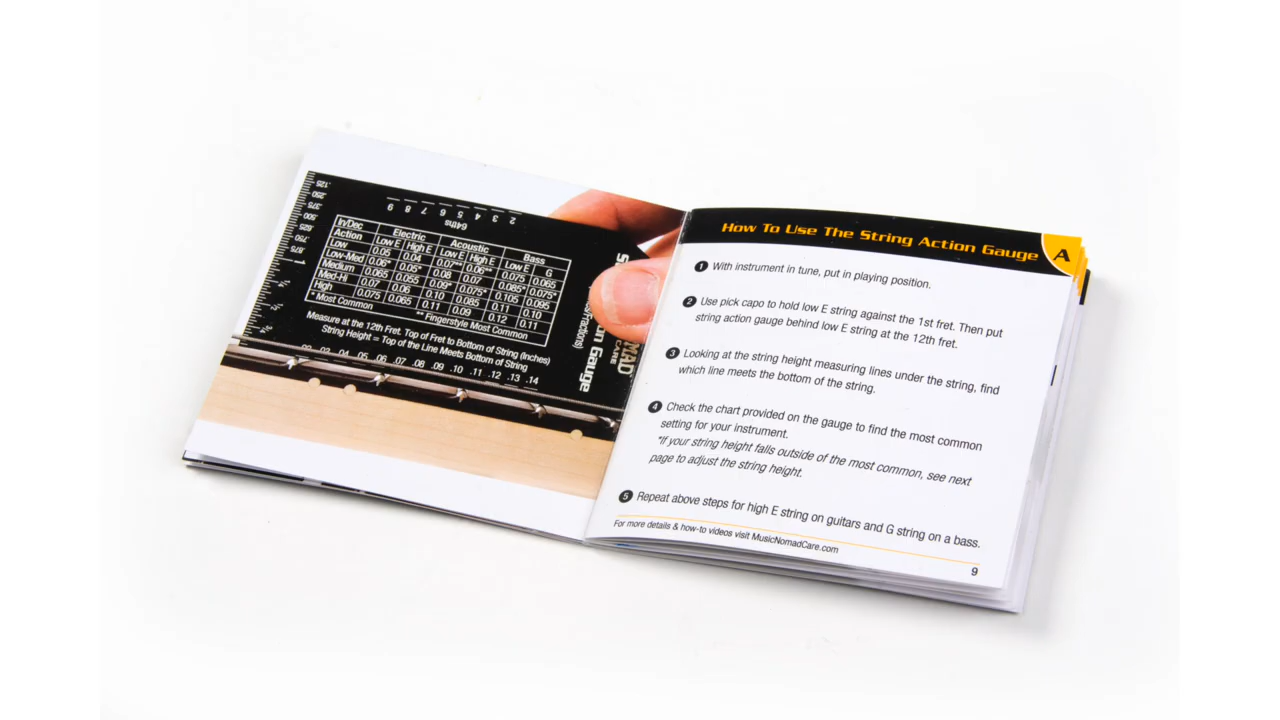 .125
.250
.375
.500
.625
.750
.875
1
9 8 7 6 5 4 3 2
64ths
In/Dec Electric Acoustic Bass
Action Low E High E Low E High E Low E G
Low 0.05 0.04 0.07 0.06** 0.075 0.065
Low-Med 0.06* 0.05* 0.08 0.07 0.085* 0.075*
Medium 0.065 0.055 0.09* 0.075* 0.105 0.095
Med-Hi 0.07 0.06 0.10 0.085 0.11 0.10
High 0.075 0.065 0.11 0.09 0.12 0.11
* Most Common ** Fingerstyle Most Common
Measure at the 12th Fret. Top of Fret to Bottom of String (Inches)
String Height = Top of the Line Meets Bottom of String
.03 .04 .05 .06 .07 .08 .09 .10 .11 .12 .13 .14
Gauge
CARE
How To Use The String Action Gauge
A
1 With instrument in tune, put in playing position.
2 Use pick capo to hold low E string against the 1st fret. Then put
string action gauge behind low E string at the 12th fret.
3 Looking at the string height measuring lines under the string, find
which line meets the bottom of the string.
4 Check the chart provided on the gauge to find the most common
setting for your instrument.
*If your string height falls outside of the most common, see next
page to adjust the string height.
5 Repeat above steps for high E string on guitars and G string on a bass.
For more details & how-to videos visit MusicNomadCare.com
9